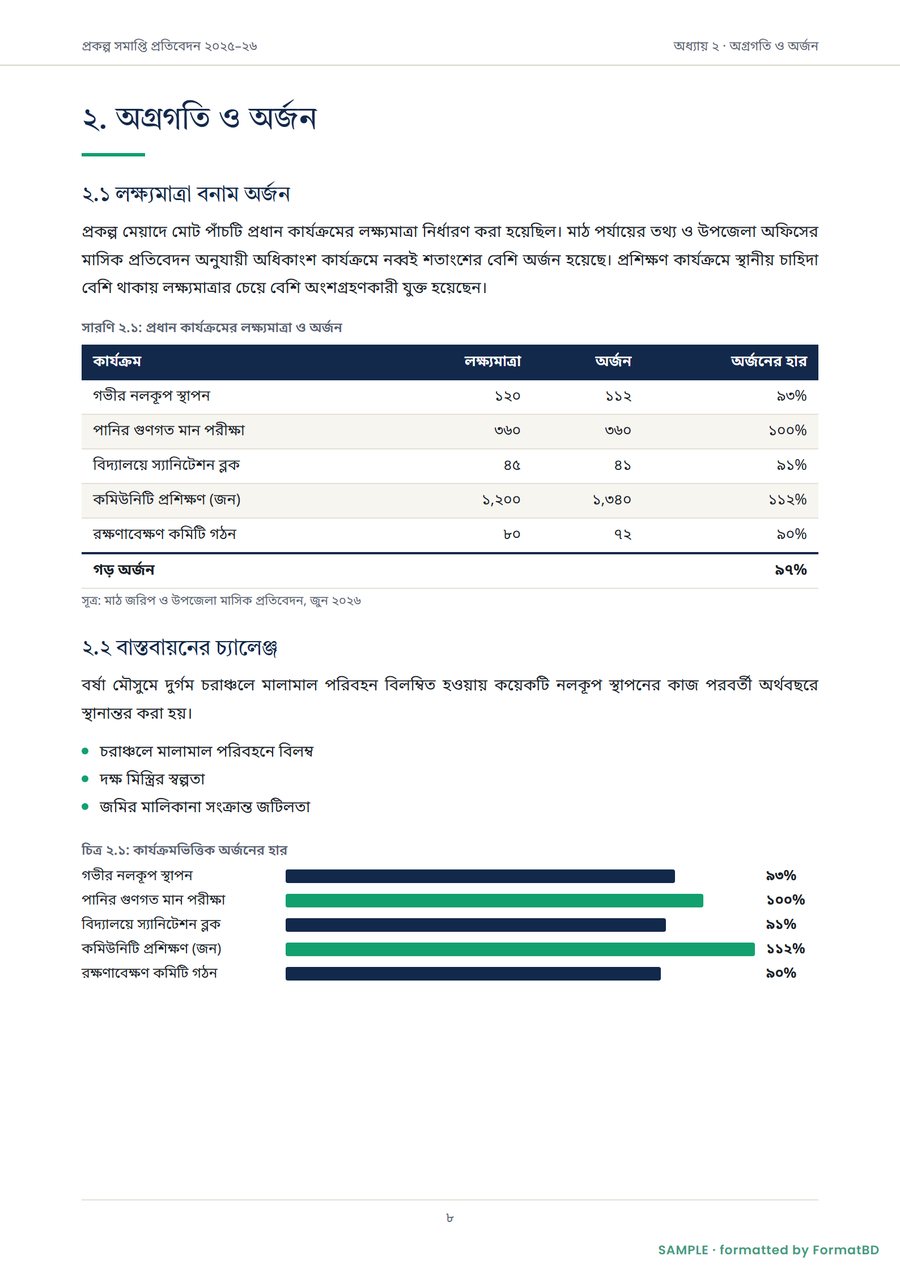 প্রকল্প সমাপ্তি প্রতিবেদন ২০২৫–২৬
অধ্যায় ২ · অগ্রগতি ও অর্জন
২. অগ্রগতি ও অর্জন
২.১ লক্ষ্যমাত্রা বনাম অর্জন
প্রকল্প মেয়াদে মোট পাঁচটি প্রধান কার্যক্রমের লক্ষ্যমাত্রা নির্ধারণ করা হয়েছিল। মাঠ পর্যায়ের তথ্য ও উপজেলা অফিসের
মাসিক প্রতিবেদন অনুযায়ী অধিকাংশ কার্যক্রমে নব্বই শতাংশের বেশি অর্জন হয়েছে। প্রশিক্ষণ কার্যক্রমে স্থানীয় চাহিদা
বেশি থাকায় লক্ষ্যমাত্রার চেয়ে বেশি অংশগ্রহণকারী যুক্ত হয়েছেন।
সারণি ২.১: প্রধান কার্যক্রমের লক্ষ্যমাত্রা ও অর্জন
কার্যক্রম লক্ষ্যমাত্রা অর্জন অর্জনের হার
গভীর নলকূপ স্থাপন ১২০ ১১২ ৯৩%
পানির গুণগত মান পরীক্ষা ৩৬০ ৩৬০ ১০০%
বিদ্যালয়ে স্যানিটেশন ব্লক ৪৫ ৪১ ৯১%
কমিউনিটি প্রশিক্ষণ (জন) ১,২০০ ১,৩৪০ ১১২%
রক্ষণাবেক্ষণ কমিটি গঠন ৮০ ৭২ ৯০%
গড় অর্জন ৯৭%
সূত্র: মাঠ জরিপ ও উপজেলা মাসিক প্রতিবেদন, জুন ২০২৬
২.২ বাস্তবায়নের চ্যালেঞ্জ
বর্ষা মৌসুমে দুর্গম চরাঞ্চলে মালামাল পরিবহন বিলম্বিত হওয়ায় কয়েকটি নলকূপ স্থাপনের কাজ পরবর্তী অর্থবছরে
স্থানান্তর করা হয়।
• চরাঞ্চলে মালামাল পরিবহনে বিলম্ব
• দক্ষ মিস্ত্রির স্বল্পতা
• জমির মালিকানা সংক্রান্ত জটিলতা
চিত্র ২.১: কার্যক্রমভিত্তিক অর্জনের হার
গভীর নলকূপ স্থাপন ৯৩%
পানির গুণগত মান পরীক্ষা ১০০%
বিদ্যালয়ে স্যানিটেশন ব্লক ৯১%
কমিউনিটি প্রশিক্ষণ (জন) ১১২%
রক্ষণাবেক্ষণ কমিটি গঠন ৯০%
৮
SAMPLE · formatted by FormatBD